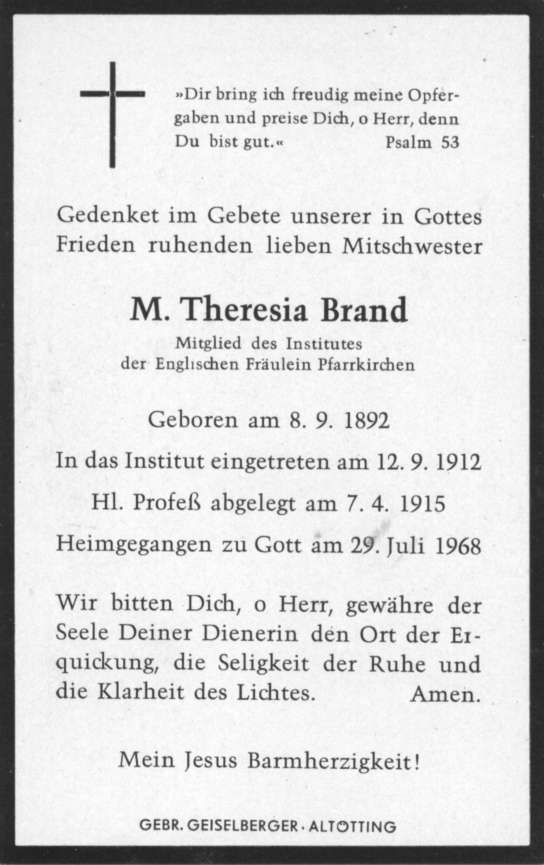 »Dir bring ich freudig meine Opfer-
gaben und preise Dich, o Herr, denn
Du bist gut.« Psalm 53
Gedenket im Gebete unserer in Gottes
Frieden ruhenden lieben Mitschwester
M. Theresia Brand
Mitglied des Institutes
der Englischen Fräulein Pfarrkirchen
Geboren am 8. 9. 1892
In das Institut eingetreten am 12. 9. 1912
Hl. Profeß abgelegt am 7. 4. 1915
Heimgegangen zu Gott am 29. Juli 1968
Wir bitten Dich, o Herr, gewähre der
Seele Deiner Dienerin den Ort der Er-
quickung, die Seligkeit der Ruhe und
die Klarheit des Lichtes. Amen.
Mein Jesus Barmherzigkeit!
GEBR. GEISELBERGER · ALTÖTTING